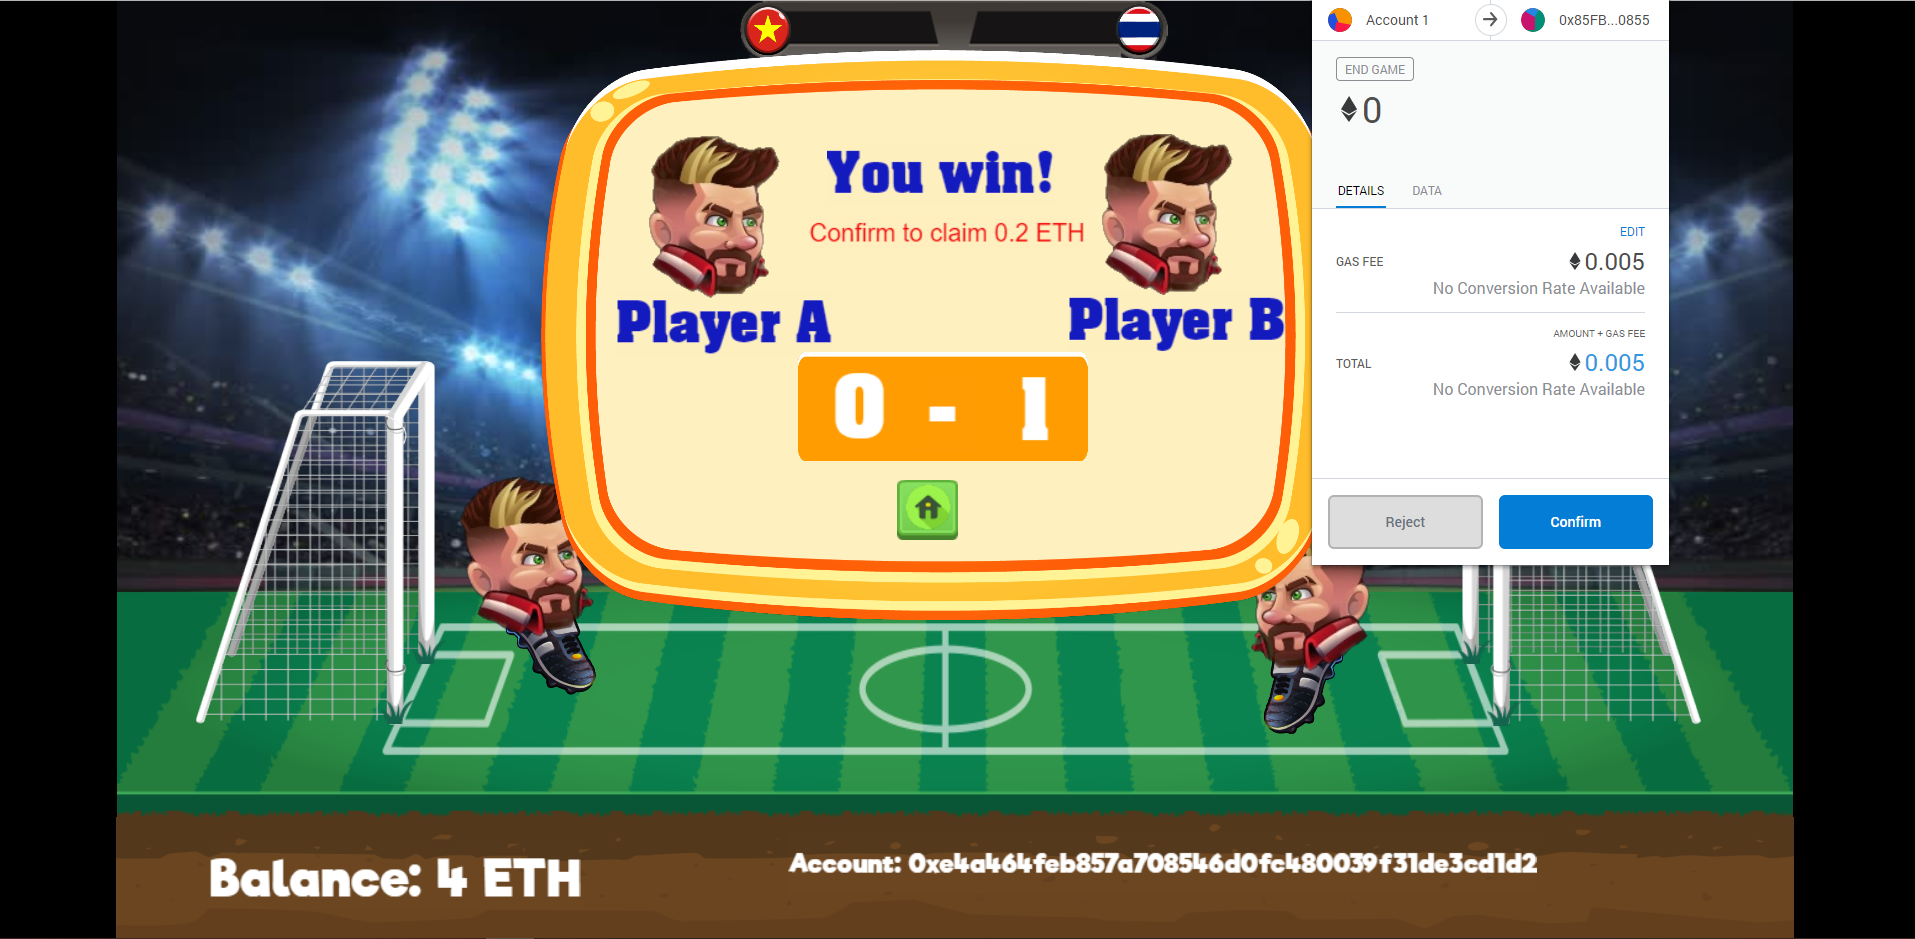 You win!
Confirm to claim 0.2 ETH
Player A
Player B
0 - 1
Balance: 4 ETH
Account: 0xe4a464feb857a708546d0fc480039f31de3cd1d2
Account 1
0x85FB...0855
END GAME
0
DETAILS
DATA
EDIT
GAS FEE
0.005
No Conversion Rate Available
AMOUNT + GAS FEE
TOTAL
0.005
No Conversion Rate Available
Reject
Confirm